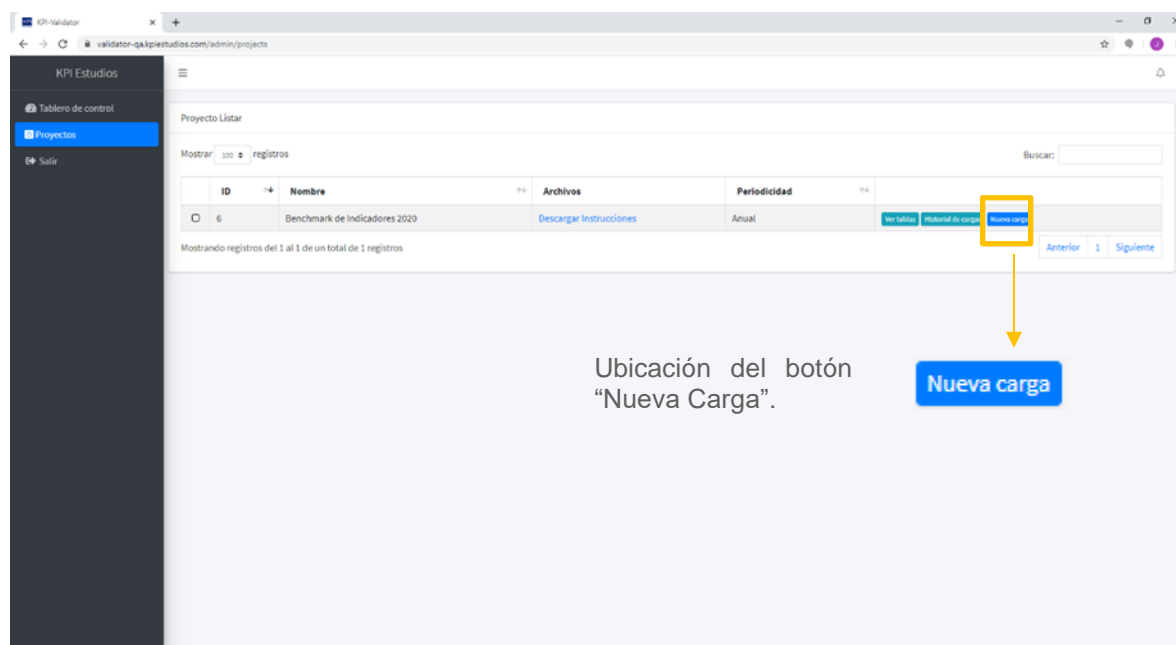 KPI-Validator
validator-qa.kpiestudios.com/admin/projects
J
KPI Estudios
Tablero de control
Proyectos
Salir
Proyecto Listar
Mostrar 100 registros
Buscar:
ID Nombre Archivos Periodicidad
6 Benchmark de Indicadores 2020 Descargar Instrucciones Anual Ver tablas Historial de cargas Nueva carga
Mostrando registros del 1 al 1 de un total de 1 registros
Anterior 1 Siguiente
Ubicación del botón
“Nueva Carga”.
Nueva carga